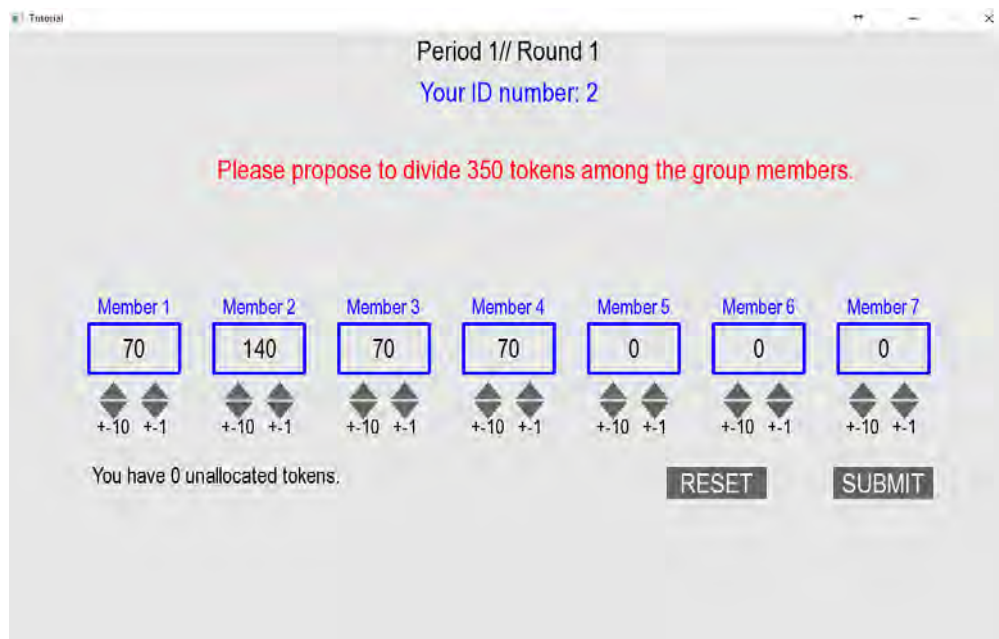 Tutorial
Period 1// Round 1
Your ID number: 2
Please propose to divide 350 tokens among the group members.
Member 1 Member 2 Member 3 Member 4 Member 5 Member 6 Member 7
70 140 70 70 0 0 0
+-10 +-1 +-10 +-1 +-10 +-1 +-10 +-1 +-10 +-1 +-10 +-1 +-10 +-1
You have 0 unallocated tokens.
RESET SUBMIT